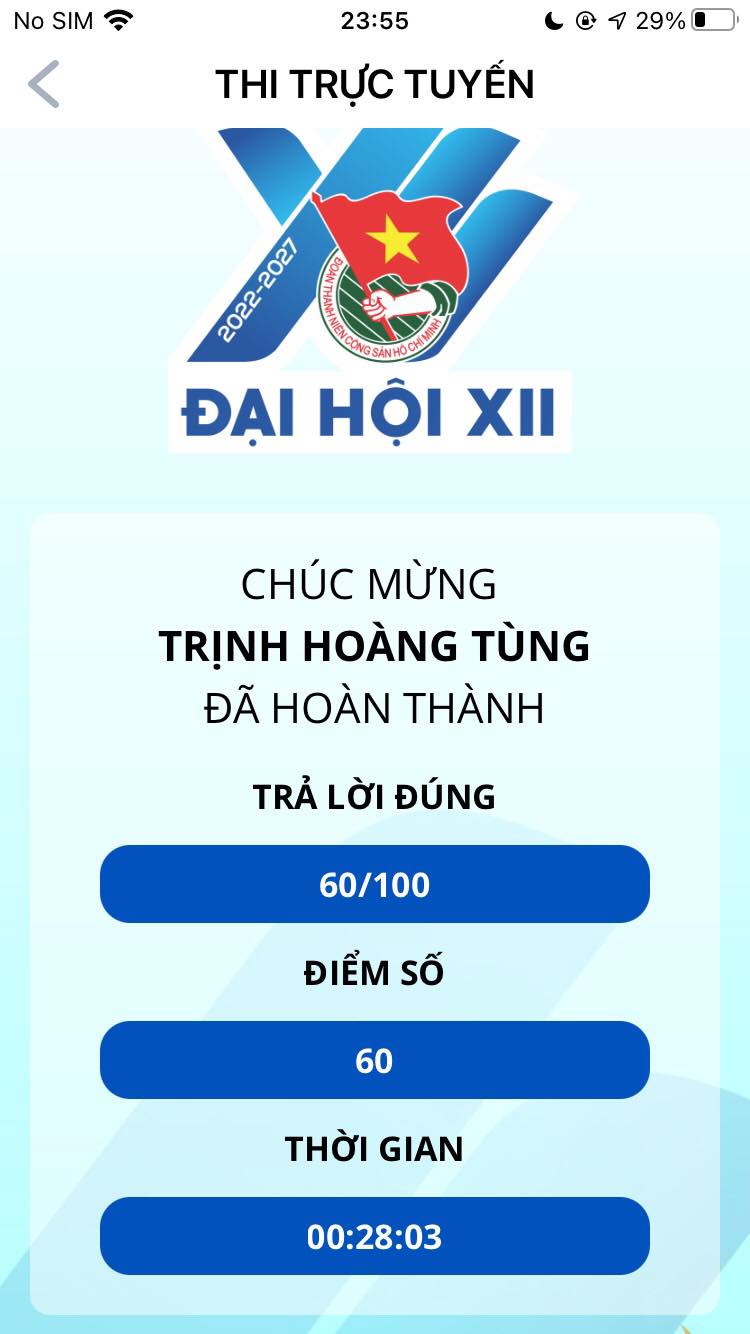 No SIM
23:55
29%
THI TRỰC TUYẾN
2022-2027
ĐOÀN THANH NIÊN CỘNG SẢN HỒ CHÍ MINH
ĐẠI HỘI XII
CHÚC MỪNG
TRỊNH HOÀNG TÙNG
ĐÃ HOÀN THÀNH
TRẢ LỜI ĐÚNG
60/100
ĐIỂM SỐ
60
THỜI GIAN
00:28:03